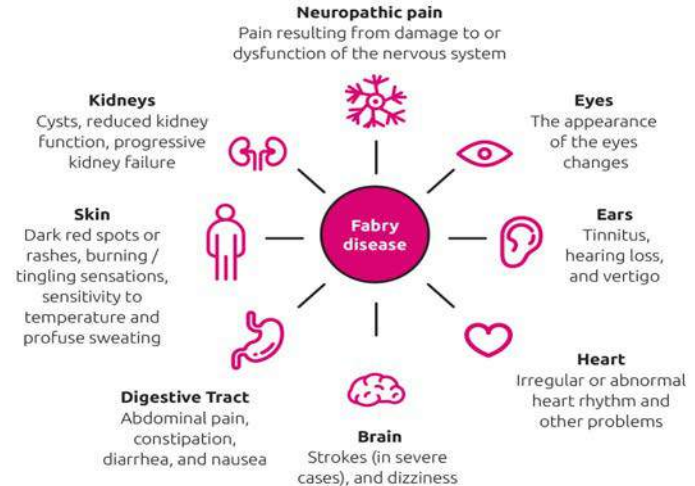 Neuropathic pain
Pain resulting from damage to or
dysfunction of the nervous system
Kidneys
Cysts, reduced kidney
function, progressive
kidney failure
Eyes
The appearance
of the eyes
changes
Skin
Dark red spots or
rashes, burning /
tingling sensations,
sensitivity to
temperature and
profuse sweating
Fabry
disease
Ears
Tinnitus,
hearing loss,
and vertigo
Digestive Tract
Abdominal pain,
constipation,
diarrhea, and nausea
Brain
Strokes (in severe
cases), and dizziness
Heart
Irregular or abnormal
heart rhythm and
other problems